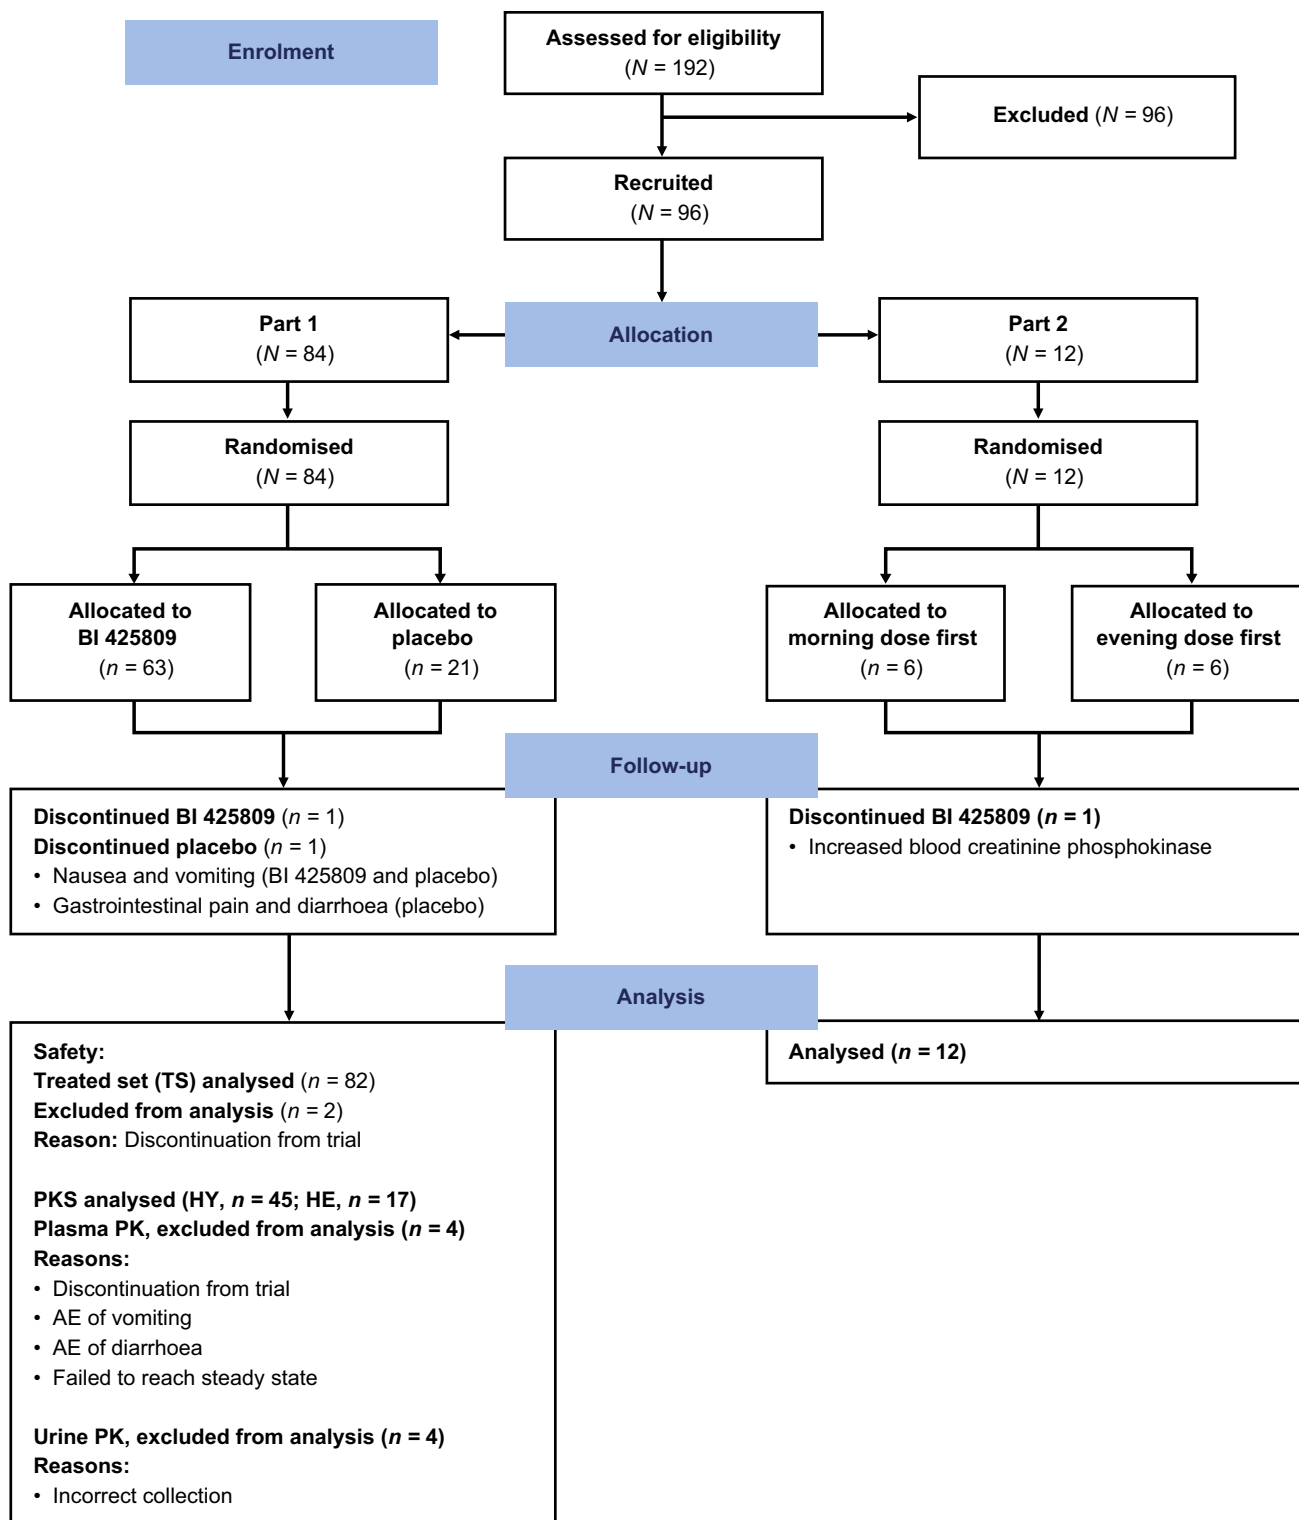 Enrolment
Assessed for eligibility
(N = 192)
Excluded (N = 96)
Recruited
(N = 96)
Allocation
Part 1
(N = 84)
Part 2
(N = 12)
Randomised
(N = 84)
Randomised
(N = 12)
Allocated to
BI 425809
(n = 63)
Allocated to
placebo
(n = 21)
Allocated to
morning dose first
(n = 6)
Allocated to
evening dose first
(n = 6)
Follow-up
Discontinued BI 425809 (n = 1)
Discontinued placebo (n = 1)
• Nausea and vomiting (BI 425809 and placebo)
• Gastrointestinal pain and diarrhoea (placebo)
Discontinued BI 425809 (n = 1)
• Increased blood creatinine phosphokinase
Analysis
Safety:
Treated set (TS) analysed (n = 82)
Excluded from analysis (n = 2)
Reason: Discontinuation from trial
PKS analysed (HY, n = 45; HE, n = 17)
Plasma PK, excluded from analysis (n = 4)
Reasons:
• Discontinuation from trial
• AE of vomiting
• AE of diarrhoea
• Failed to reach steady state
Urine PK, excluded from analysis (n = 4)
Reasons:
• Incorrect collection
Analysed (n = 12)